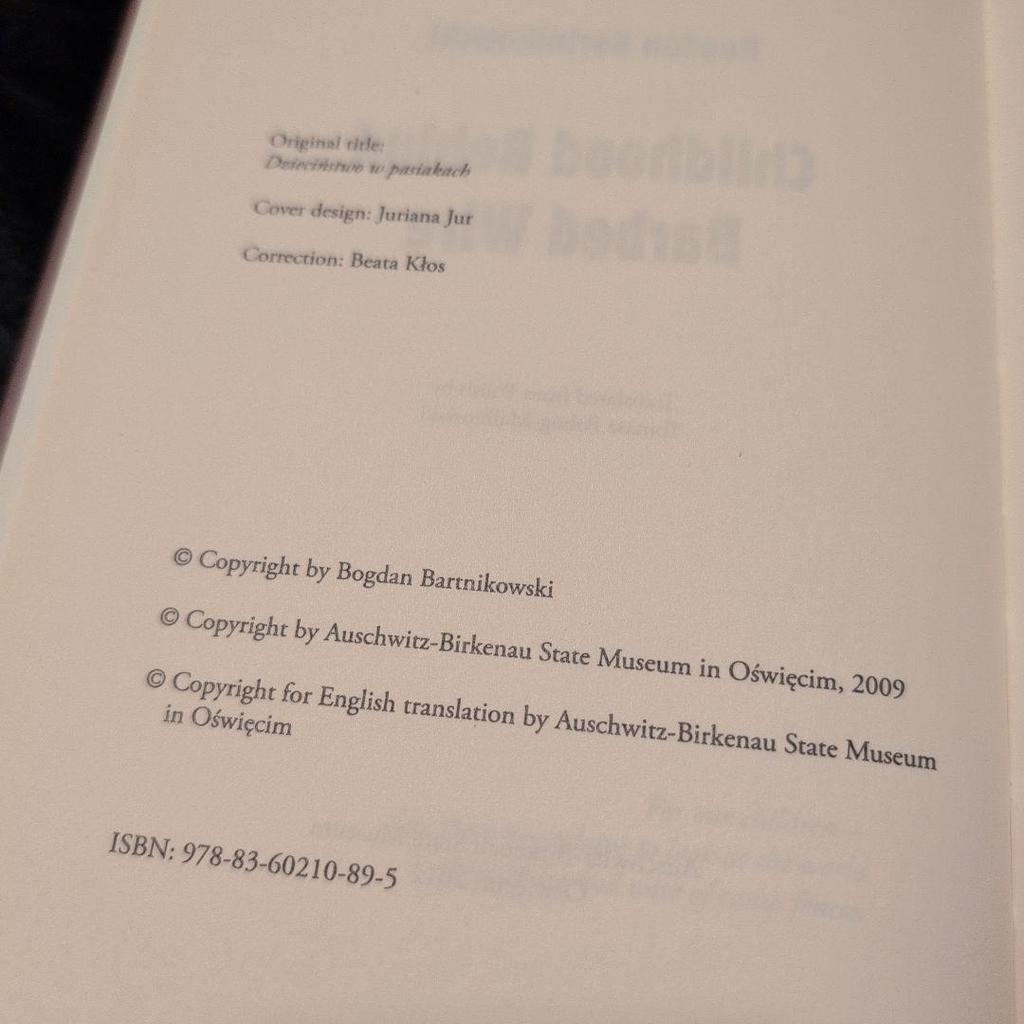 Original title:
Dzieciństwo w pasiakach
Cover design: Juriana Jur
Correction: Beata Kłos
© Copyright by Bogdan Bartnikowski
© Copyright by Auschwitz-Birkenau State Museum in Oświęcim, 2009
© Copyright for English translation by Auschwitz-Birkenau State Museum
in Oświęcim
ISBN: 978-83-60210-89-5